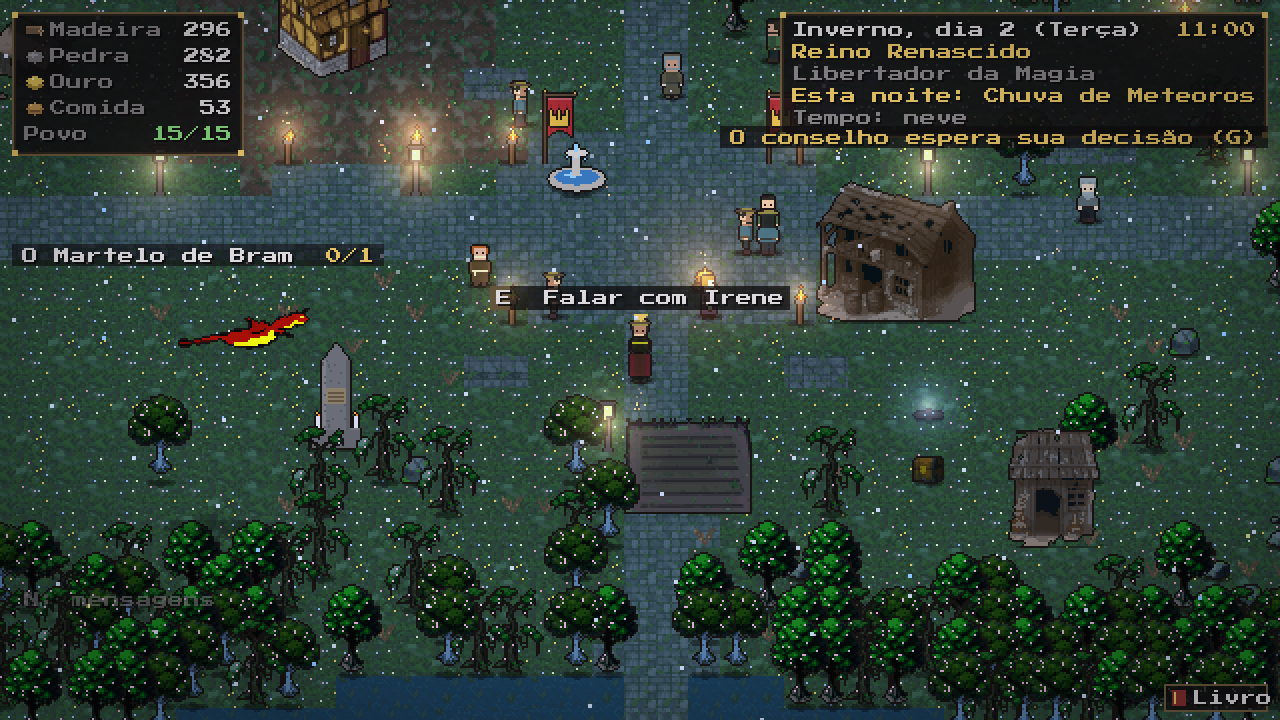 Madeira 296
Pedra 282
Ouro 356
Comida 53
Povo 15/15
Inverno, dia 2 (Terça) 11:00
Reino Renascido
Libertador da Magia
Esta noite: Chuva de Meteoros
Tempo: neve
O conselho espera sua decisão (G)
O Martelo de Bram 0/1
E Falar com Irene
N: mensagens
Livro